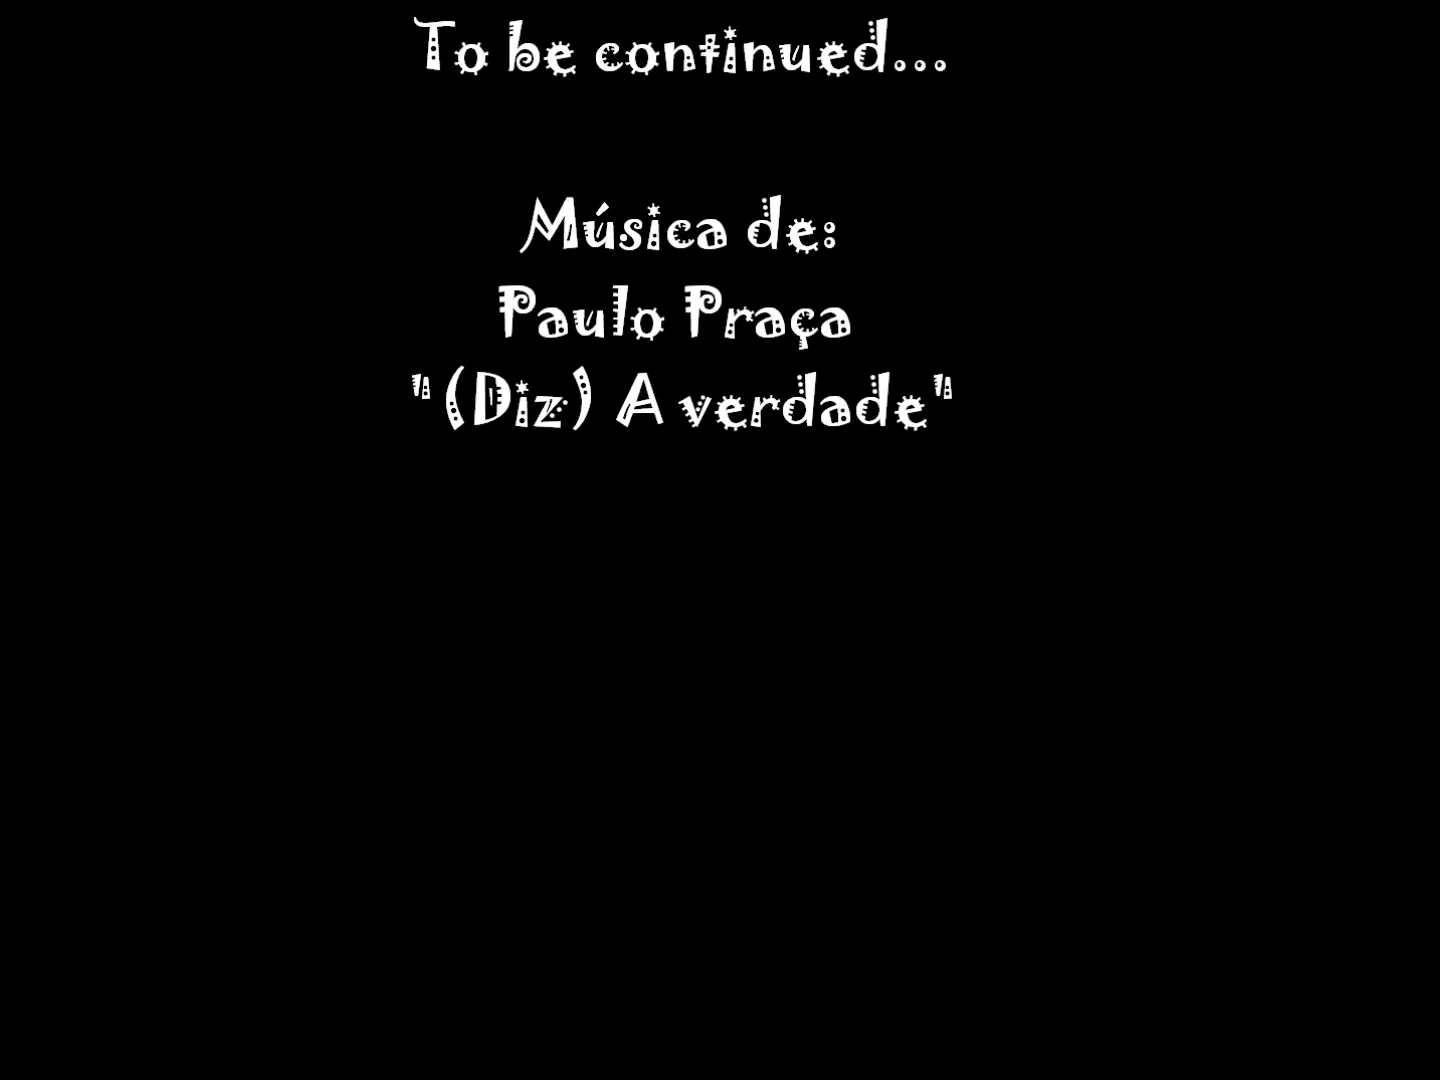 To be continued...
Música de:
Paulo Praça
"(Diz) A verdade"